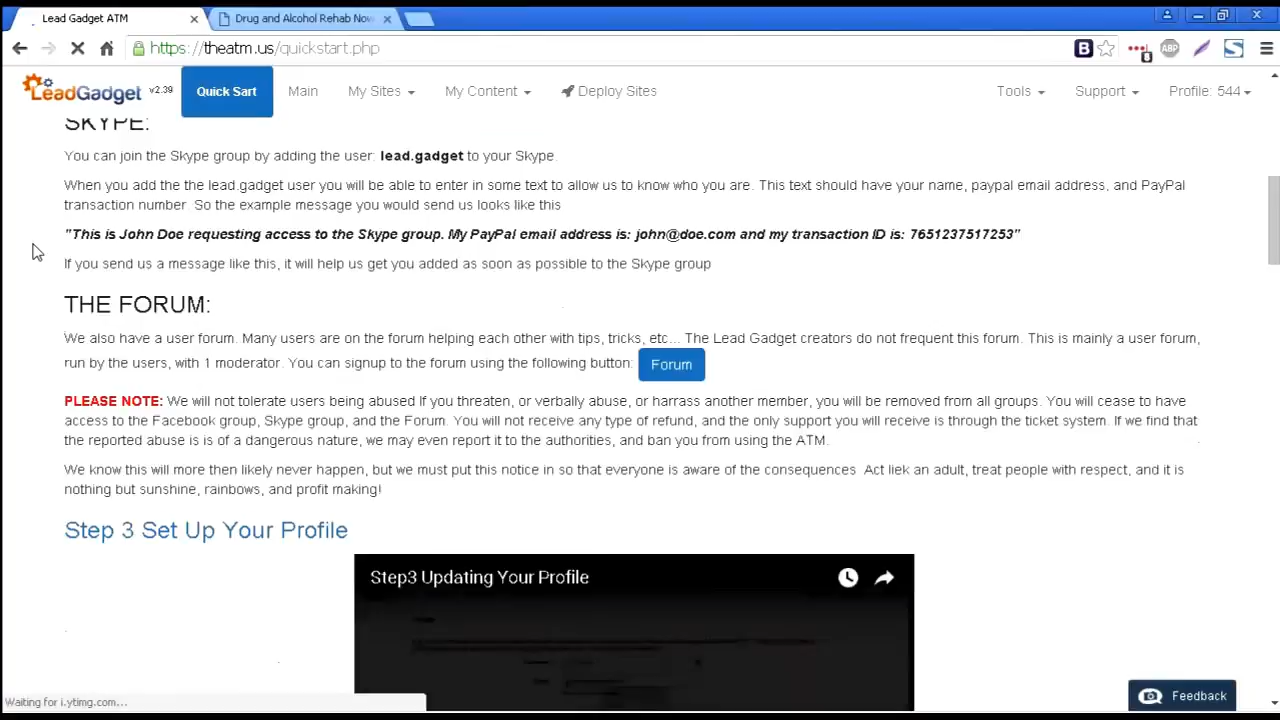 Lead Gadget ATM
Drug and Alcohol Rehab Now
https://theatm.us/quickstart.php
LeadGadget v2.39 Quick Sart Main My Sites My Content Deploy Sites Tools Support Profile: 544
SKYPE:
You can join the Skype group by adding the user: lead.gadget to your Skype.
When you add the the lead.gadget user you will be able to enter in some text to allow us to know who you are. This text should have your name, paypal email address, and PayPal
transaction number. So the example message you would send us looks like this
"This is John Doe requesting access to the Skype group. My PayPal email address is: john@doe.com and my transaction ID is: 7651237517253"
If you send us a message like this, it will help us get you added as soon as possible to the Skype group
THE FORUM:
We also have a user forum. Many users are on the forum helping each other with tips, tricks, etc... The Lead Gadget creators do not frequent this forum. This is mainly a user forum,
run by the users, with 1 moderator. You can signup to the forum using the following button: Forum
PLEASE NOTE: We will not tolerate users being abused If you threaten, or verbally abuse, or harrass another member, you will be removed from all groups. You will cease to have
access to the Facebook group, Skype group, and the Forum. You will not receive any type of refund, and the only support you will receive is through the ticket system. If we find that
the reported abuse is is of a dangerous nature, we may even report it to the authorities, and ban you from using the ATM.
We know this will more then likely never happen, but we must put this notice in so that everyone is aware of the consequences. Act liek an adult, treat people with respect, and it is
nothing but sunshine, rainbows, and profit making!
Step 3 Set Up Your Profile
Step3 Updating Your Profile
Waiting for i.ytimg.com...
Feedback